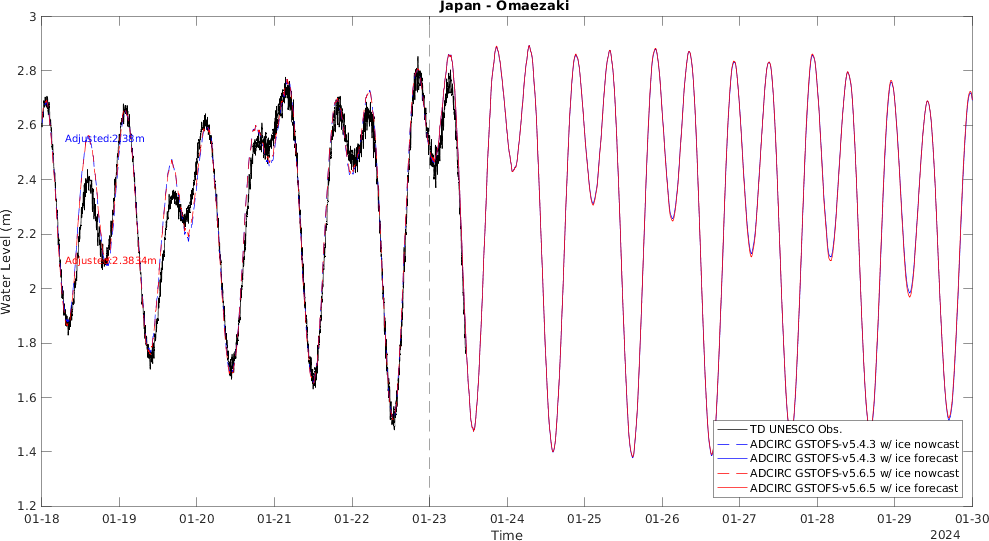 Japan - Omaezaki
3
2.8
2.6
2.4
2.2
2
1.8
1.6
1.4
1.2
Water Level (m)
Adjusted:2.38m
Adjusted:2.3834m
TD UNESCO Obs.
ADCIRC GSTOFS-v5.4.3 w/ ice nowcast
ADCIRC GSTOFS-v5.4.3 w/ ice forecast
ADCIRC GSTOFS-v5.6.5 w/ ice nowcast
ADCIRC GSTOFS-v5.6.5 w/ ice forecast
01-18 01-19 01-20 01-21 01-22 01-23 01-24 01-25 01-26 01-27 01-28 01-29 01-30
Time
2024